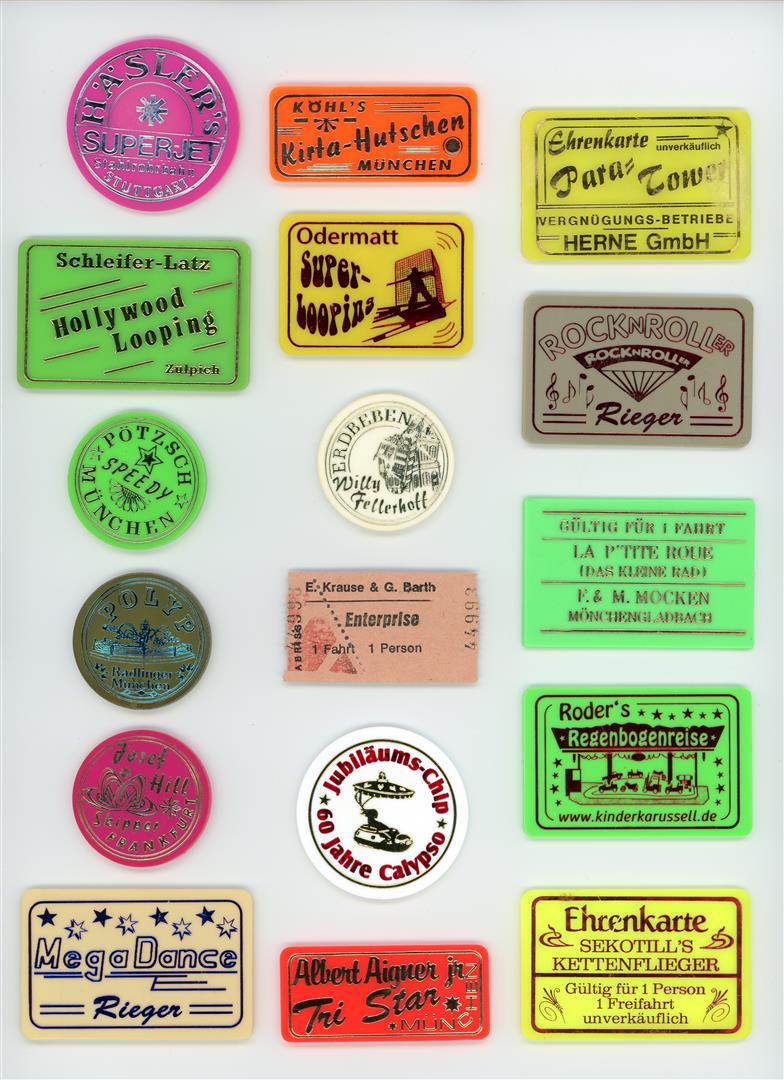 HÄSLER'S
SUPERJET
Stahlrohrbahn
STUTTGART
KÖHL'S
Kirta-Hutschen
MÜNCHEN
Ehrenkarte
unverkäuflich
Para-Tower
VERGNÜGUNGS-BETRIEBE
HERNE GmbH
Schleifer-Latz
Hollywood
Looping
Zülpich
Odermatt
Super-
Looping
ROCKNROLLER
ROCKNROLLER
Rieger
PÖTZSCH
SPEEDY
MÜNCHEN
ERDBEBEN
Willy
Fellerhoff
GÜLTIG FÜR 1 FAHRT
LA P'TITE ROUE
(DAS KLEINE RAD)
F. & M. MOCKEN
MÖNCHENGLADBACH
POLYP
Radlinger
München
E. Krause & G. Barth
Enterprise
1 Fahrt 1 Person
ABRISS
44993
44993
Roder's
Regenbogenreise
www.kinderkarussell.de
Josef
Hill
Skipper
FRANKFURT
Jubiläums-Chip
60 Jahre Calypso
MegaDance
Rieger
Albert Aigner jr.
Tri Star
MÜNCHEN
Ehrenkarte
SEKOTILL'S
KETTENFLIEGER
Gültig für 1 Person
1 Freifahrt
unverkäuflich